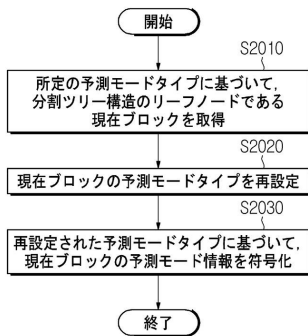 開始
S2010
所定の予測モードタイプに基づいて,
分割ツリー構造のリーフノードである
現在ブロックを取得
S2020
現在ブロックの予測モードタイプを再設定
S2030
再設定された予測モードタイプに基づいて,
現在ブロックの予測モード情報を符号化
終了